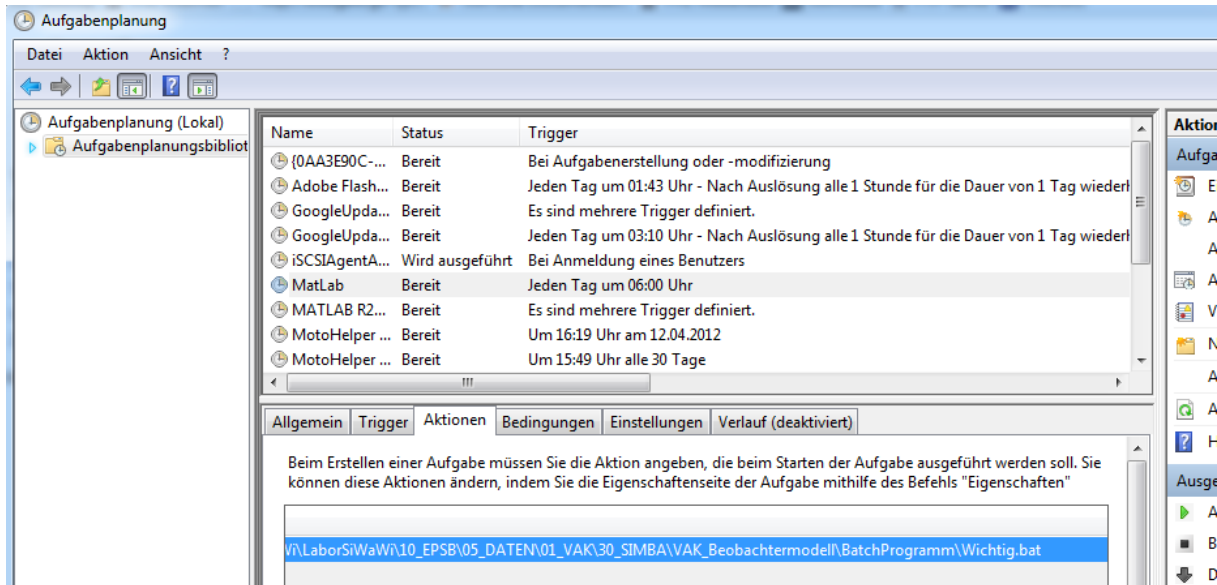 Aufgabenplanung
Datei Aktion Ansicht ?
Aufgabenplanung (Lokal)
Aufgabenplanungsbibliot
Name Status Trigger
{0AA3E90C-... Bereit Bei Aufgabenerstellung oder -modifizierung
Adobe Flash... Bereit Jeden Tag um 01:43 Uhr - Nach Auslösung alle 1 Stunde für die Dauer von 1 Tag wiederh
GoogleUpda... Bereit Es sind mehrere Trigger definiert.
GoogleUpda... Bereit Jeden Tag um 03:10 Uhr - Nach Auslösung alle 1 Stunde für die Dauer von 1 Tag wiederh
iSCSIAgentA... Wird ausgeführt Bei Anmeldung eines Benutzers
MatLab Bereit Jeden Tag um 06:00 Uhr
MATLAB R2... Bereit Es sind mehrere Trigger definiert.
MotoHelper ... Bereit Um 16:19 Uhr am 12.04.2012
MotoHelper ... Bereit Um 15:49 Uhr alle 30 Tage
Allgemein Trigger Aktionen Bedingungen Einstellungen Verlauf (deaktiviert)
Beim Erstellen einer Aufgabe müssen Sie die Aktion angeben, die beim Starten der Aufgabe ausgeführt werden soll. Sie
können diese Aktionen ändern, indem Sie die Eigenschaftenseite der Aufgabe mithilfe des Befehls "Eigenschaften"
Wi\LaborSiWaWi\10_EPSB\05_DATEN\01_VAK\30_SIMBA\VAK_Beobachtermodell\BatchProgramm\Wichtig.bat
Aktion
Aufga
E
A
A
A
V
N
A
A
H
Ausge
A
B
D